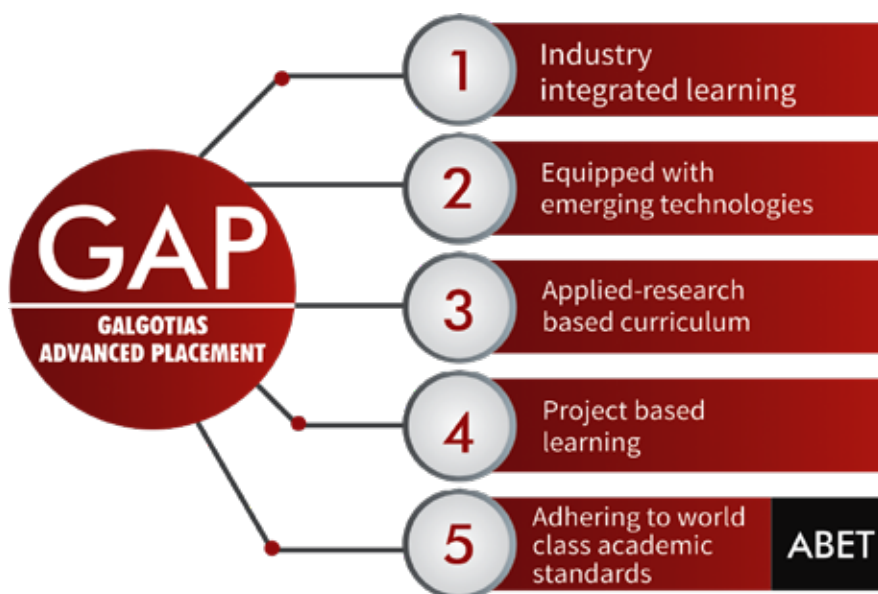 GAP
GALGOTIAS
ADVANCED PLACEMENT
1
Industry
integrated learning
2
Equipped with
emerging technologies
3
Applied-research
based curriculum
4
Project based
learning
5
Adhering to world
class academic
standards
ABET